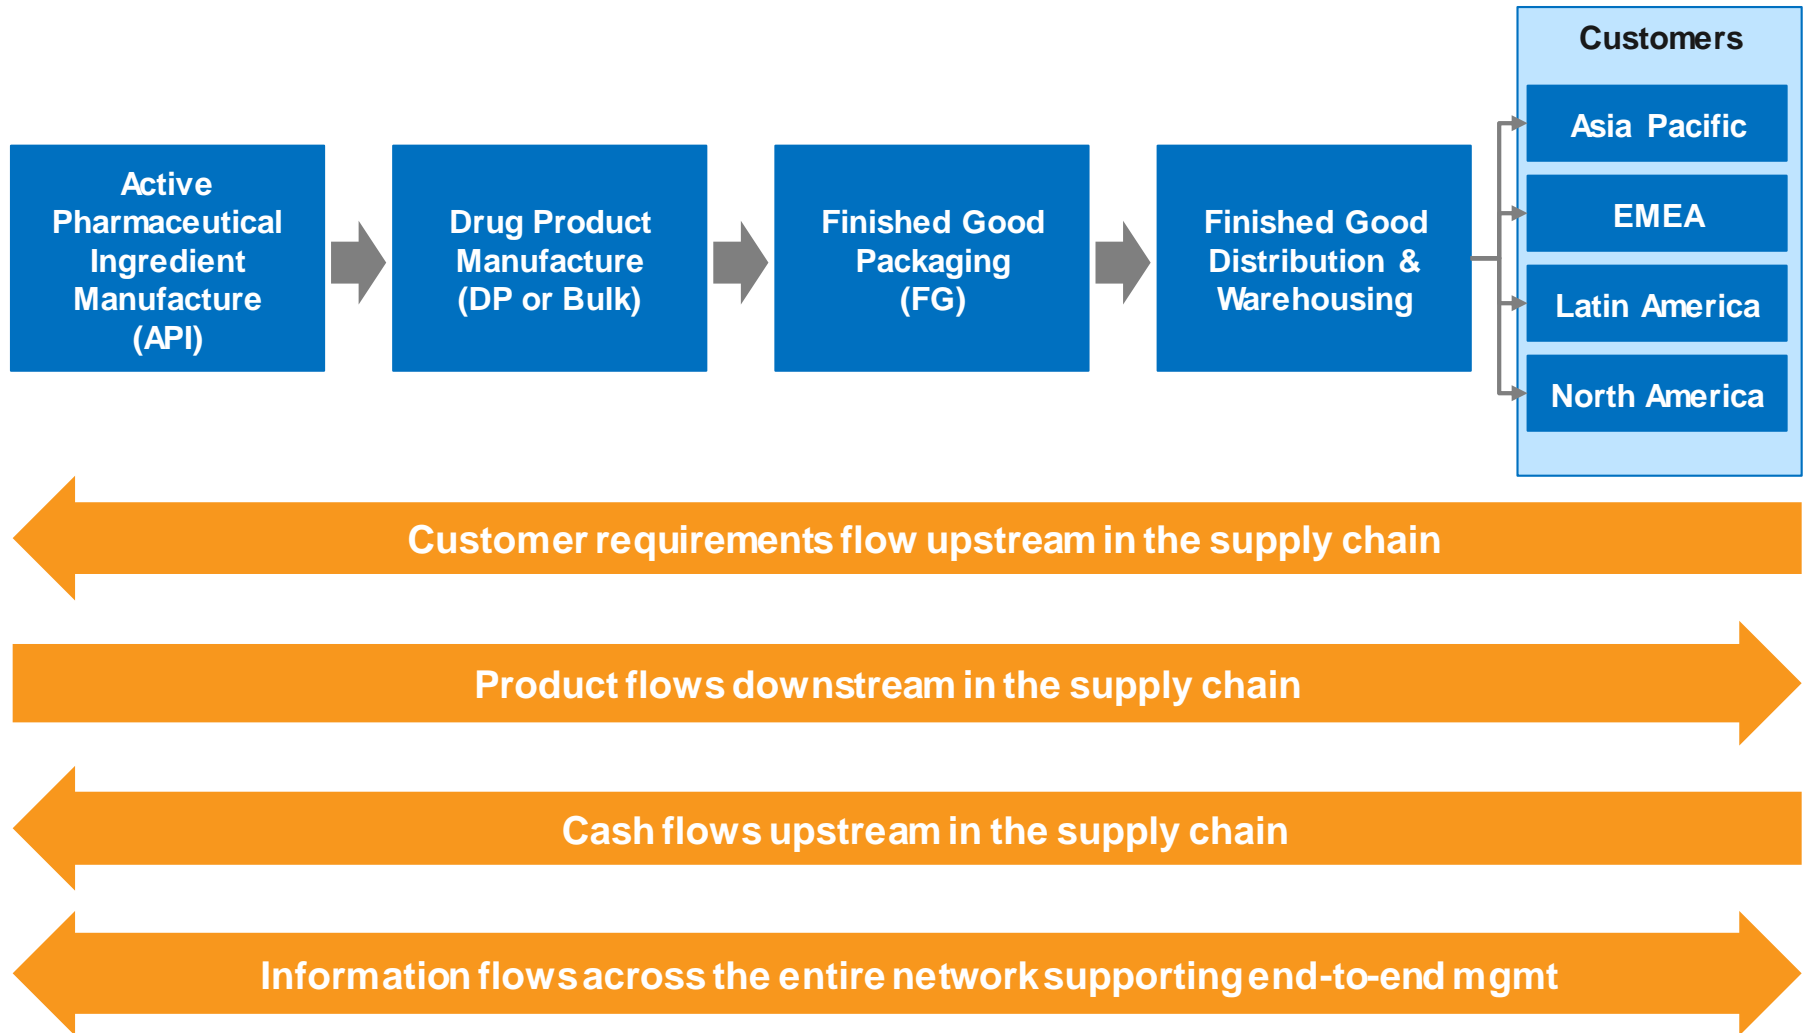 Customers
Active
Pharmaceutical
Ingredient
Manufacture
(API)
Drug Product
Manufacture
(DP or Bulk)
Finished Good
Packaging
(FG)
Finished Good
Distribution &
Warehousing
Asia Pacific
EMEA
Latin America
North America
Customer requirements flow upstream in the supply chain
Product flows downstream in the supply chain
Cash flows upstream in the supply chain
Information flows across the entire network supporting end-to-end mgmt